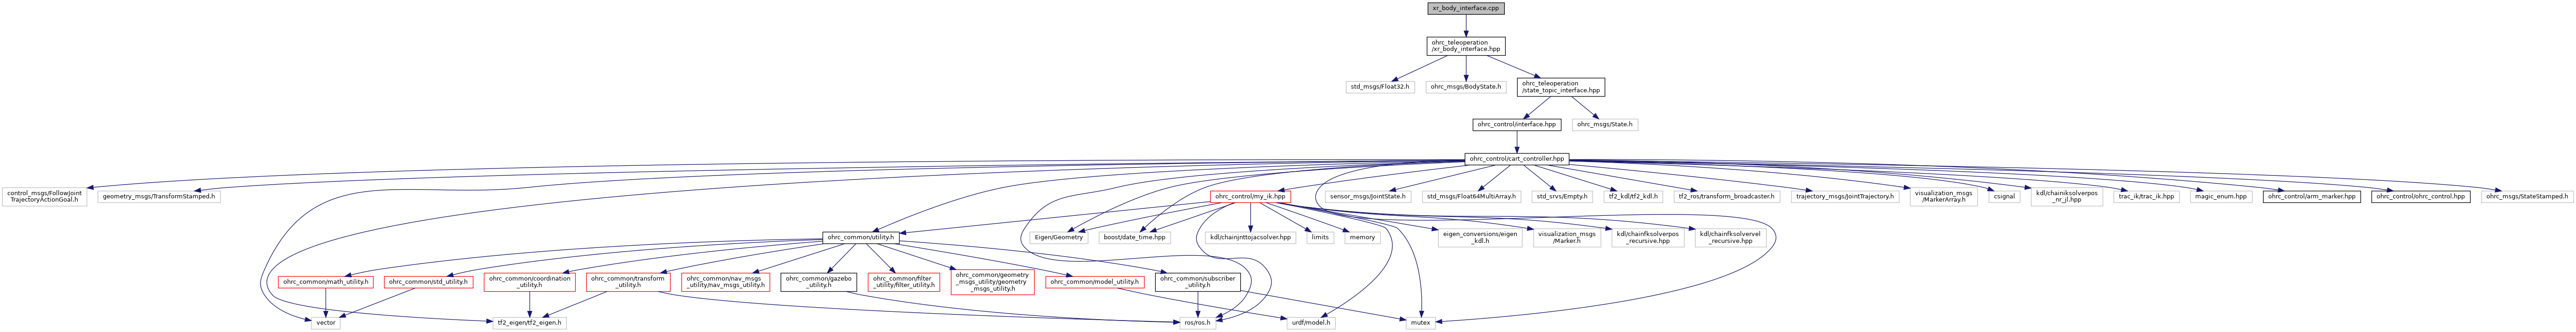 xr_body_interface.cpp
ohrc_teleoperation
/xr_body_interface.hpp
std_msgs/Float32.h
ohrc_msgs/BodyState.h
ohrc_teleoperation
/state_topic_interface.hpp
ohrc_control/interface.hpp
ohrc_msgs/State.h
ohrc_control/cart_controller.hpp
control_msgs/FollowJoint
TrajectoryActionGoal.h
geometry_msgs/TransformStamped.h
ohrc_control/my_ik.hpp
sensor_msgs/JointState.h
std_msgs/Float64MultiArray.h
std_srvs/Empty.h
tf2_kdl/tf2_kdl.h
tf2_ros/transform_broadcaster.h
trajectory_msgs/JointTrajectory.h
visualization_msgs
/MarkerArray.h
csignal
kdl/chainiksolverpos
_nr_jl.hpp
trac_ik/trac_ik.hpp
magic_enum.hpp
ohrc_control/arm_marker.hpp
ohrc_control/ohrc_control.hpp
ohrc_msgs/StateStamped.h
ohrc_common/utility.h
Eigen/Geometry
boost/date_time.hpp
kdl/chainjnttojacsolver.hpp
limits
memory
eigen_conversions/eigen
_kdl.h
visualization_msgs
/Marker.h
kdl/chainfksolverpos
_recursive.hpp
kdl/chainfksolvervel
_recursive.hpp
ohrc_common/math_utility.h
ohrc_common/std_utility.h
ohrc_common/coordination
_utility.h
ohrc_common/transform
_utility.h
ohrc_common/nav_msgs
_utility/nav_msgs_utility.h
ohrc_common/gazebo
_utility.h
ohrc_common/filter
_utility/filter_utility.h
ohrc_common/geometry
_msgs_utility/geometry
_msgs_utility.h
ohrc_common/model_utility.h
ohrc_common/subscriber
_utility.h
vector
tf2_eigen/tf2_eigen.h
ros/ros.h
urdf/model.h
mutex